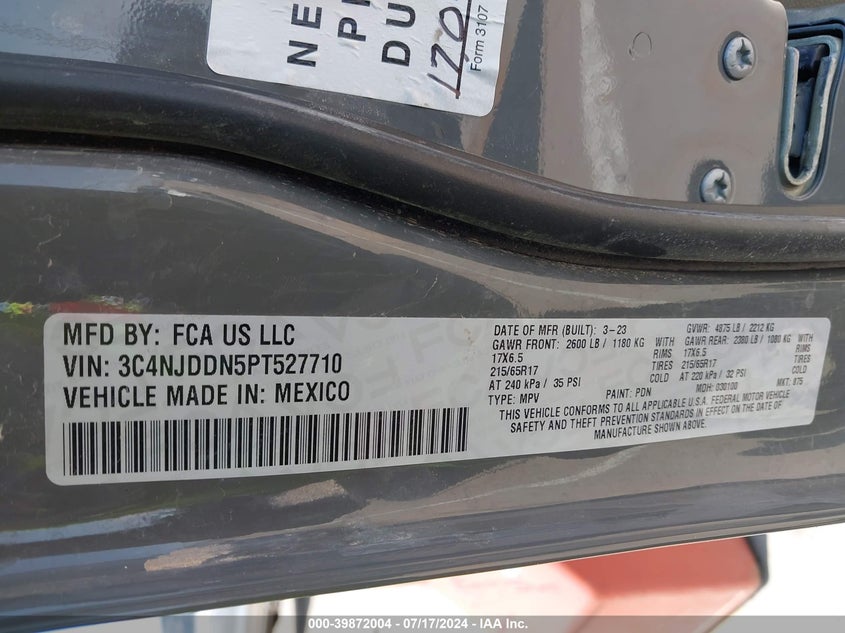 NE
PI
DU
170
Form 3107
MFD BY: FCA US LLC
VIN: 3C4NJDDN5PT527710
VEHICLE MADE IN: MEXICO
DATE OF MFR (BUILT): 3-23 GVWR: 4875 LB / 2212 KG
GAWR FRONT: 2600 LB / 1180 KG WITH GAWR REAR: 2380 LB / 1080 KG WITH
17X6.5 RIMS 17X6.5 RIMS
215/65R17 TIRES 215/65R17 TIRES
AT 240 kPa / 35 PSI COLD AT 220 kPa / 32 PSI COLD
TYPE: MPV PAINT: PDN MDH: 030100 MKT: 875
THIS VEHICLE CONFORMS TO ALL APPLICABLE U.S.A. FEDERAL MOTOR VEHICLE
SAFETY AND THEFT PREVENTION STANDARDS IN EFFECT ON THE DATE OF
MANUFACTURE SHOWN ABOVE.
000-39872004 - 07/17/2024 - IAA Inc.